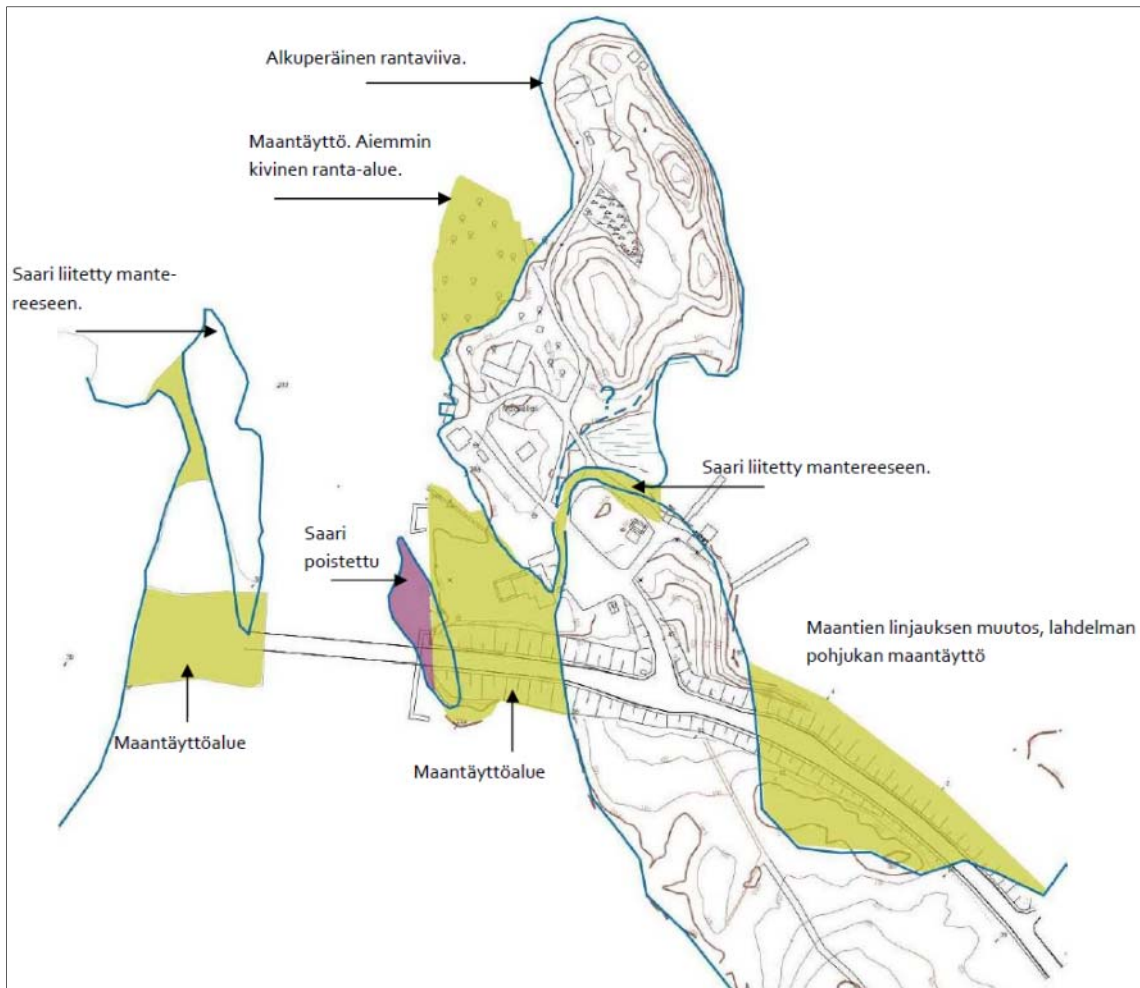 Alkuperäinen rantaviiva.
Maantäyttö. Aiemmin
kivinen ranta-alue.
Saari liitetty mante-
reeseen.
?
Saari liitetty mantereeseen.
Saari
poistettu
Maantien linjauksen muutos, lahdelman
pohjukan maantäyttö
Maantäyttöalue
Maantäyttöalue